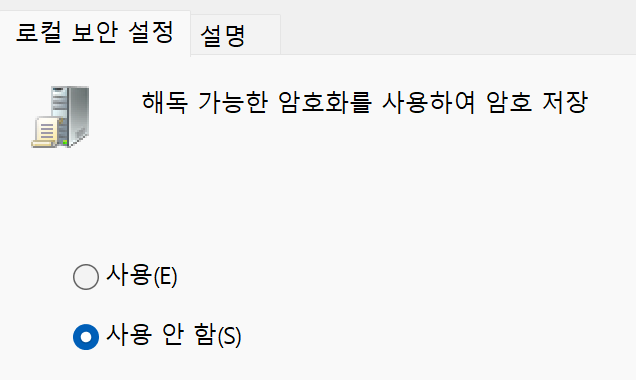 로컬 보안 설정 설명
해독 가능한 암호화를 사용하여 암호 저장
사용(E)
사용 안 함(S)